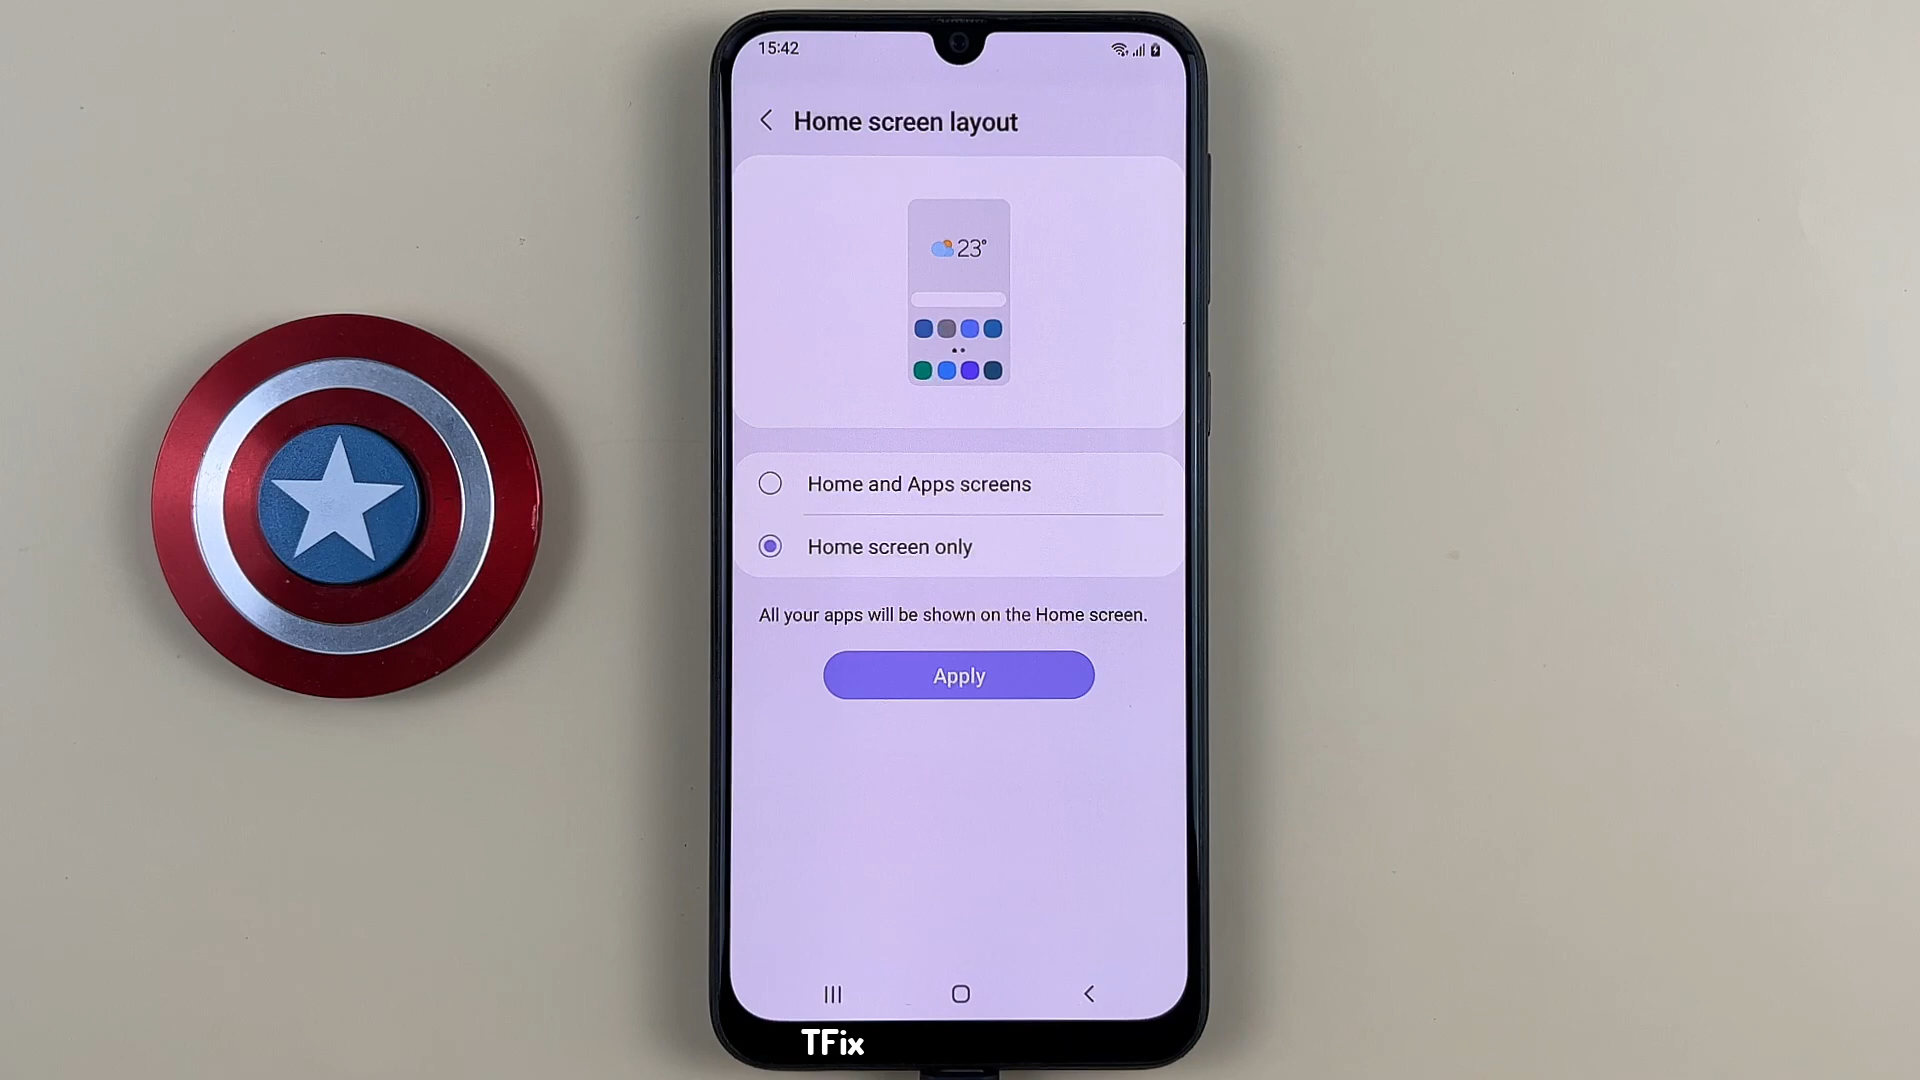 15:42
Home screen layout
23°
Home and Apps screens
Home screen only
All your apps will be shown on the Home screen.
Apply
TFix